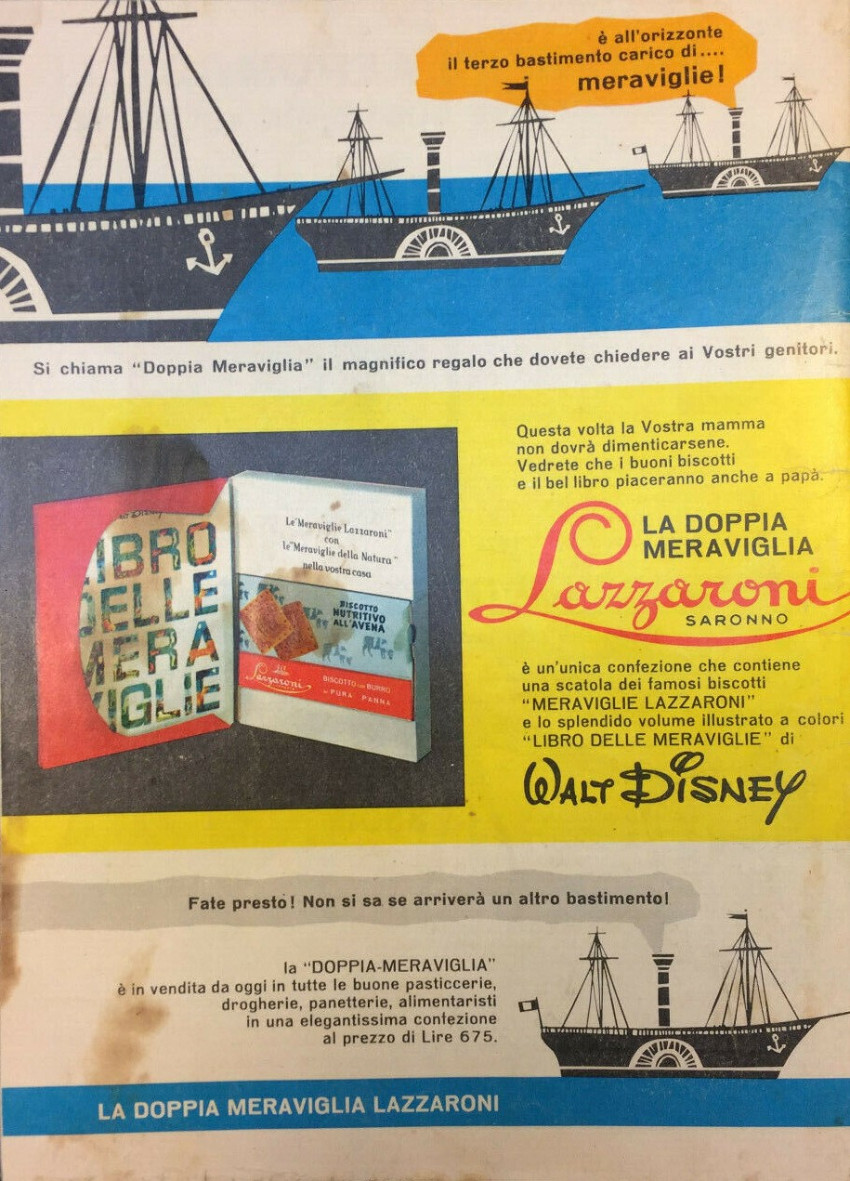 è all'orizzonte
il terzo bastimento carico di....
meraviglie!
Si chiama "Doppia Meraviglia" il magnifico regalo che dovete chiedere ai Vostri genitori.
Questa volta la Vostra mamma
non dovrà dimenticarsene.
Vedrete che i buoni biscotti
e il bel libro piaceranno anche a papà.
LA DOPPIA
MERAVIGLIA
Lazzaroni
SARONNO
è un'unica confezione che contiene
una scatola dei famosi biscotti
"MERAVIGLIE LAZZARONI"
e lo splendido volume illustrato a colori
"LIBRO DELLE MERAVIGLIE" di
WALT DISNEY
Disney
LIBRO
DELLE
MERA
VIGLIE
Le "Meraviglie Lazzaroni"
con
le "Meraviglie della Natura"
nella vostra casa
BISCOTTO
NUTRITIVO
ALL'AVENA
Lazzaroni
BISCOTTO CON BURRO
DI PURA PANNA
Fate presto! Non si sa se arriverà un altro bastimento!
la "DOPPIA-MERAVIGLIA"
è in vendita da oggi in tutte le buone pasticcerie,
drogherie, panetterie, alimentaristi
in una elegantissima confezione
al prezzo di Lire 675.
LA DOPPIA MERAVIGLIA LAZZARONI